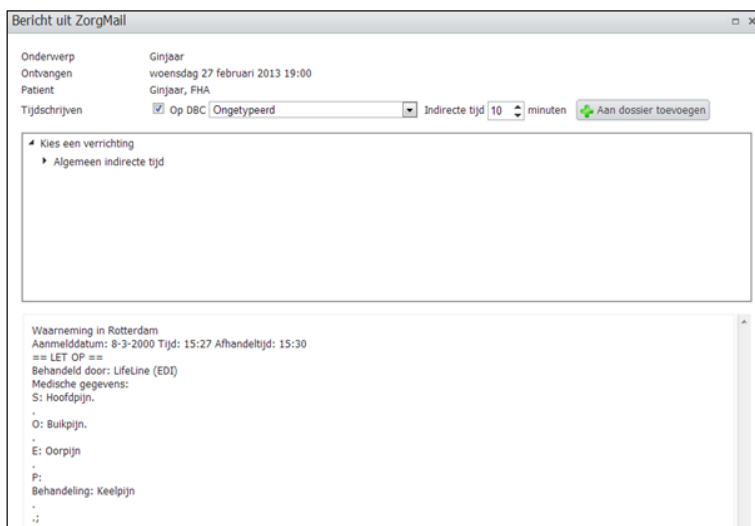 Bericht uit ZorgMail
Onderwerp Ginjaar
Ontvangen woensdag 27 februari 2013 19:00
Patient Ginjaar, FHA
Tijdschrijven Op DBC Ongetypeerd Indirecte tijd 10 minuten Aan dossier toevoegen
Kies een verrichting
Algemeen indirecte tijd
Waarneming in Rotterdam
Aanmelddatum: 8-3-2000 Tijd: 15:27 Afhandeltijd: 15:30
== LET OP ==
Behandeld door: LifeLine (EDI)
Medische gegevens:
S: Hoofdpijn.
.
O: Buikpijn.
.
E: Oorpijn
.
P:
Behandeling: Keelpijn
.
.;